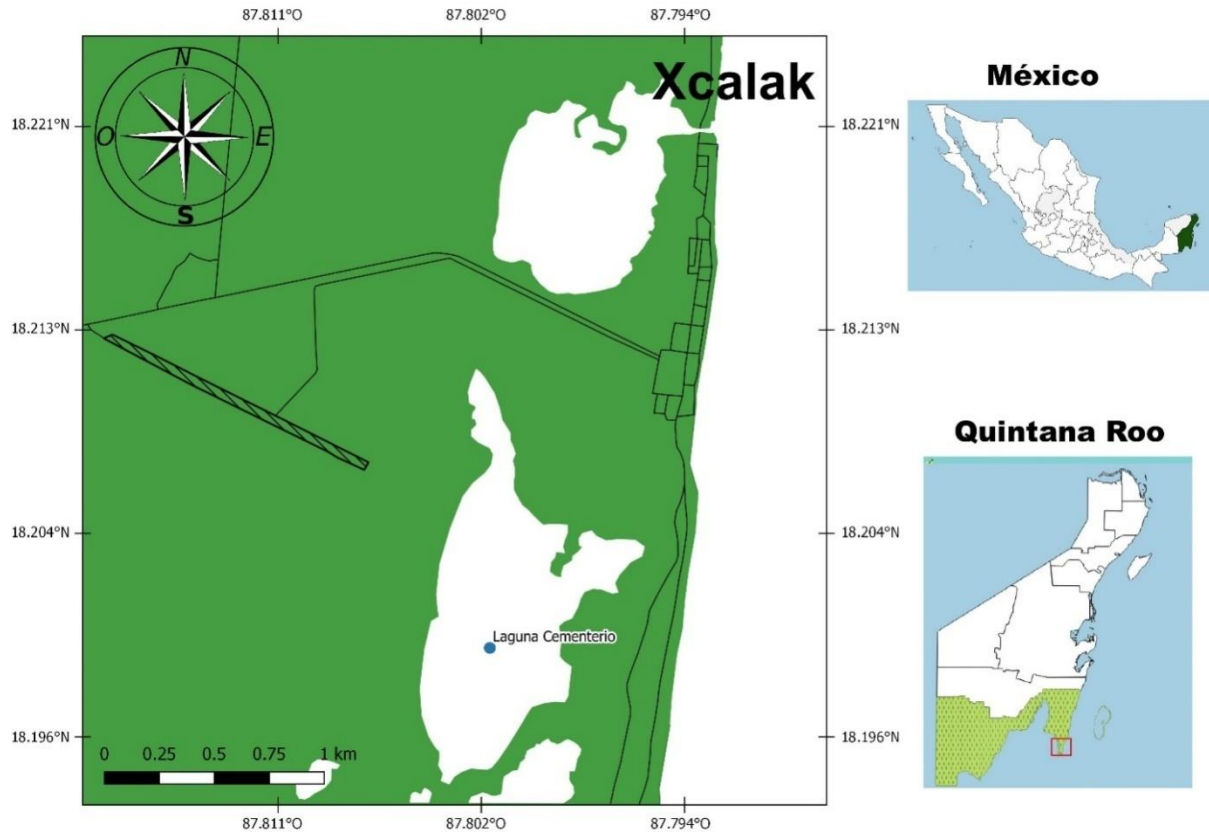 87.811°O 87.802°O 87.794°O
Xcalak
N
O E
S
18.221°N 18.221°N
18.213°N 18.213°N
18.204°N 18.204°N
Laguna Cementerio
18.196°N 18.196°N
0 0.25 0.5 0.75 1 km
87.811°O 87.802°O 87.794°O
México
Quintana Roo